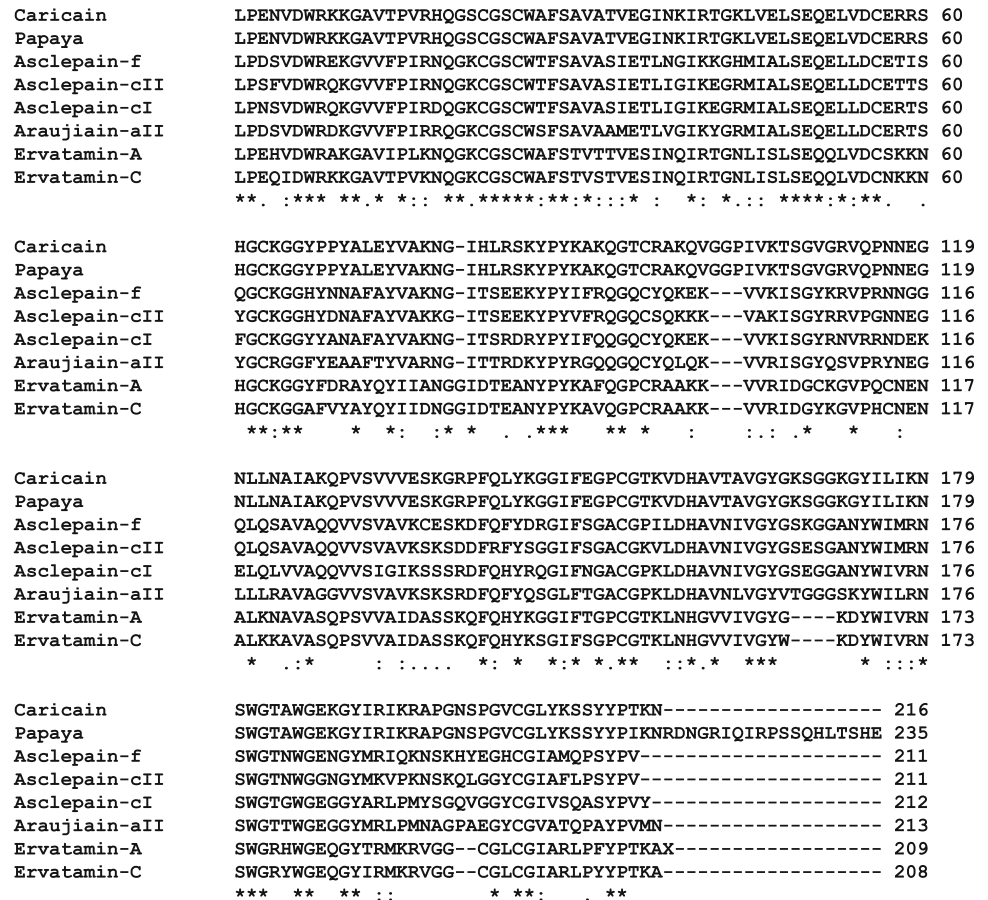 Caricain LPENVDWRKKGAVTPVRHQGSCGSCWAFSAVATVEGINKIRTGKLVELSEQELVDCERRS 60
Papaya LPENVDWRKKGAVTPVRHQGSCGSCWAFSAVATVEGINKIRTGKLVELSEQELVDCERRS 60
Asclepain-f LPDSVDWREKGVVFPIRNQGKCGSCWTFSAVASIETLNGIKKGHMIALSEQELLDCETIS 60
Asclepain-cII LPSFVDWRQKGVVFPIRNQGKCGSCWTFSAVASIETLIGIKEGRMIALSEQELLDCETTS 60
Asclepain-cI LPNSVDWRQKGVVFPIRDQGKCGSCWTFSAVASIETLIGIKEGRMIALSEQELLDCERTS 60
Araujiain-aII LPDSVDWRDKGVVFPIRRQGKCGSCWSFSAVAAMETLVGIKYGRMIALSEQELLDCERTS 60
Ervatamin-A LPEHVDWRAKGAVIPLKNQGKCGSCWAFSTVTTVESINQIRTGNLISLSEQQLVDCSKKN 60
Ervatamin-C LPEQIDWRKKGAVTPVKNQGKCGSCWAFSTVSTVESINQIRTGNLISLSEQQLVDCNKKN 60
**. :*** **.* *:: **.*****:**:*:::* :   *: *.:: ****:*:**.  .
Caricain HGCKGGYPPYALEYVAKNG-IHLRSKYPYKAKQGTCRAKQVGGPIVKTSGVGRVQPNNEG 119
Papaya HGCKGGYPPYALEYVAKNG-IHLRSKYPYKAKQGTCRAKQVGGPIVKTSGVGRVQPNNEG 119
Asclepain-f QGCKGGHYNNAFAYVAKNG-ITSEEKYPYIFRQGQCYQKEK---VVKISGYKRVPRNNGG 116
Asclepain-cII YGCKGGHYDNAFAYVAKKG-ITSEEKYPYVFRQGQCSQKKK---VAKISGYRRVPGNNEG 116
Asclepain-cI FGCKGGYYANAFAYVAKNG-ITSRDRYPYIFQQGQCYQKEK---VVKISGYRNVRRNDEK 116
Araujiain-aII YGCRGGFYEAAFTYVARNG-ITTRDKYPYRGQQGQCYQLQK---VVRISGYQSVPRYNEG 116
Ervatamin-A HGCKGGYFDRAYQYIIANGGIDTEANYPYKAFQGPCRAAKK---VVRIDGCKGVPQCNEN 117
Ervatamin-C HGCKGGAFVYAYQYIIDNGGIDTEANYPYKAVQGPCRAAKK---VVRIDGYKGVPHCNEN 117
**:**    *  *:  :* *  . .***   ** *   :    :.: .*   *   :
Caricain NLLNAIAKQPVSVVVESKGRPFQLYKGGIFEGPCGTKVDHAVTAVGYGKSGGKGYILIKN 179
Papaya NLLNAIAKQPVSVVVESKGRPFQLYKGGIFEGPCGTKVDHAVTAVGYGKSGGKGYILIKN 179
Asclepain-f QLQSAVAQQVVSVAVKCESKDFQFYDRGIFSGACGPILDHAVNIVGYGSKGGANYWIMRN 176
Asclepain-cII QLQSAVAQQVVSVAVKSKSDDFRFYSGGIFSGACGKVLDHAVNIVGYGSESGANYWIMRN 176
Asclepain-cI ELQLVVAQQVVSIGIKSSSRDFQHYRQGIFNGACGPKLDHAVNIVGYGSEGGANYWIVRN 176
Araujiain-aII LLLRAVAGGVVSVAVKSKSRDFQFYQSGLFTGACGPKLDHAVNLVGYVTGGGSKYWILRN 176
Ervatamin-A ALKNAVASQPSVVAIDASSKQFQHYKGGIFTGPCGTKLNHGVVIVGYG----KDYWIVRN 173
Ervatamin-C ALKKAVASQPSVVAIDASSKQFQHYKSGIFSGPCGTKLNHGVVIVGYW----KDYWIVRN 173
*  .:*     : :....  *: *  *:* *.**  ::*.*  ***       * :::*
Caricain SWGTAWGEKGYIRIKRAPGNSPGVCGLYKSSYYPTKN------------------- 216
Papaya SWGTAWGEKGYIRIKRAPGNSPGVCGLYKSSYYPIKNRDNGRIQIRPSSQHLTSHE 235
Asclepain-f SWGTNWGENGYMRIQKNSKHYEGHCGIAMQPSYPV--------------------- 211
Asclepain-cII SWGTNWGGNGYMKVPKNSKQLGGYCGIAFLPSYPV--------------------- 211
Asclepain-cI SWGTGWGEGGYARLPMYSGQVGGYCGIVSQASYPVY-------------------- 212
Araujiain-aII SWGTTWGEGGYMRLPMNAGPAEGYCGVATQPAYPVMN------------------- 213
Ervatamin-A SWGRHWGEQGYTRMKRVGG--CGLCGIARLPFYPTKAX------------------ 209
Ervatamin-C SWGRYWGEQGYIRMKRVGG--CGLCGIARLPYYPTKA------------------- 208
***  **  ** ::        * **:   . **